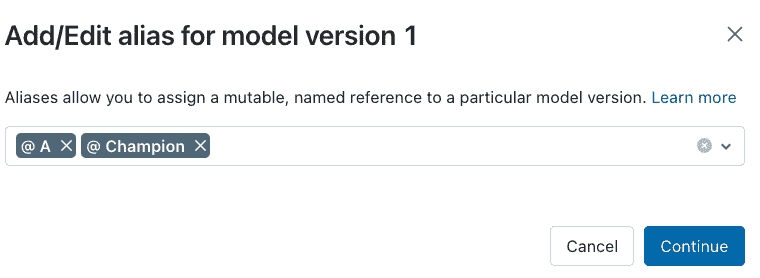 Add/Edit alias for model version 1
Aliases allow you to assign a mutable, named reference to a particular model version. Learn more
@ A @ Champion
Cancel Continue